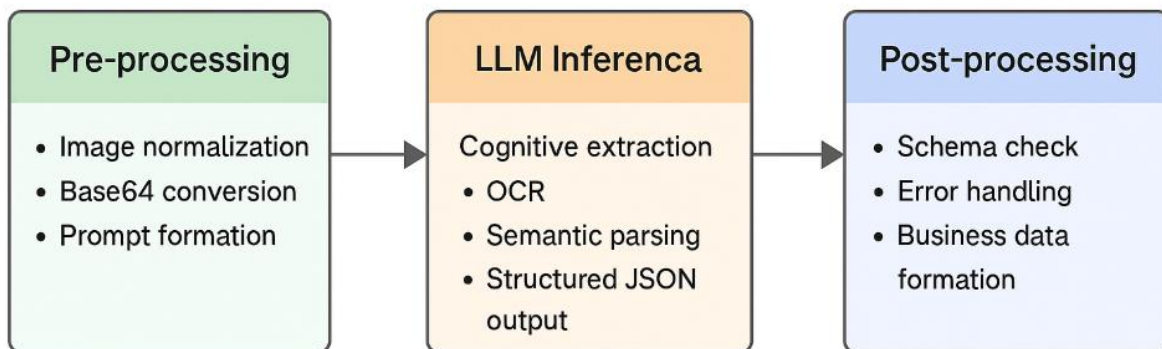 Pre-processing
• Image normalization
• Base64 conversion
• Prompt formation
LLM Inferenca
Cognitive extraction
• OCR
• Semantic parsing
• Structured JSON
output
Post-processing
• Schema check
• Error handling
• Business data
formation